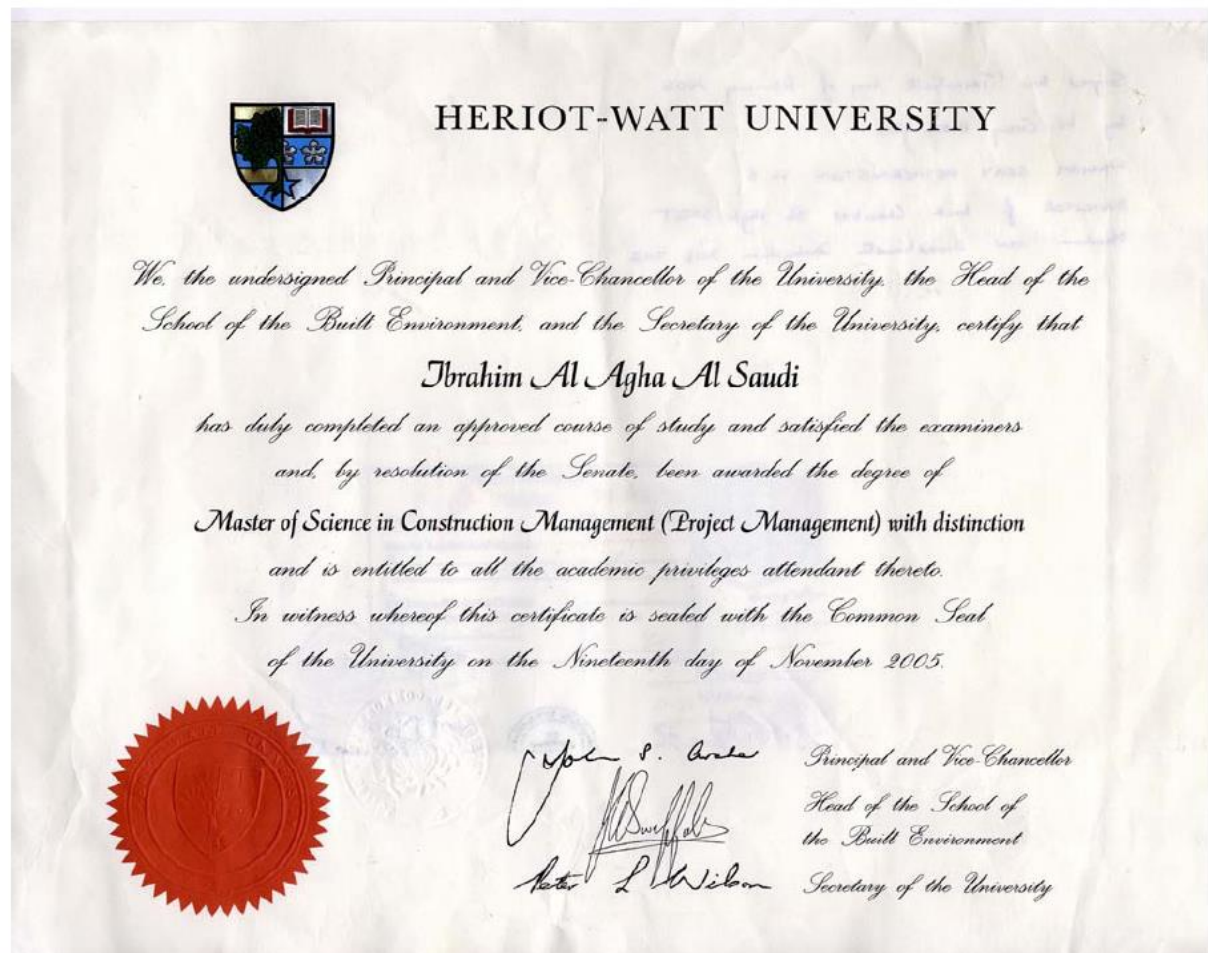 HERIOT-WATT UNIVERSITY
We, the undersigned Principal and Vice-Chancellor of the University, the Head of the
School of the Built Environment, and the Secretary of the University, certify that
Ibrahim Al Agha Al Saudi
has duly completed an approved course of study and satisfied the examiners
and, by resolution of the Senate, been awarded the degree of
Master of Science in Construction Management (Project Management) with distinction
and is entitled to all the academic privileges attendant thereto.
In witness whereof this certificate is sealed with the Common Seal
of the University on the Nineteenth day of November 2005.
Principal and Vice-Chancellor
Head of the School of
the Built Environment
Peter L Wilson Secretary of the University